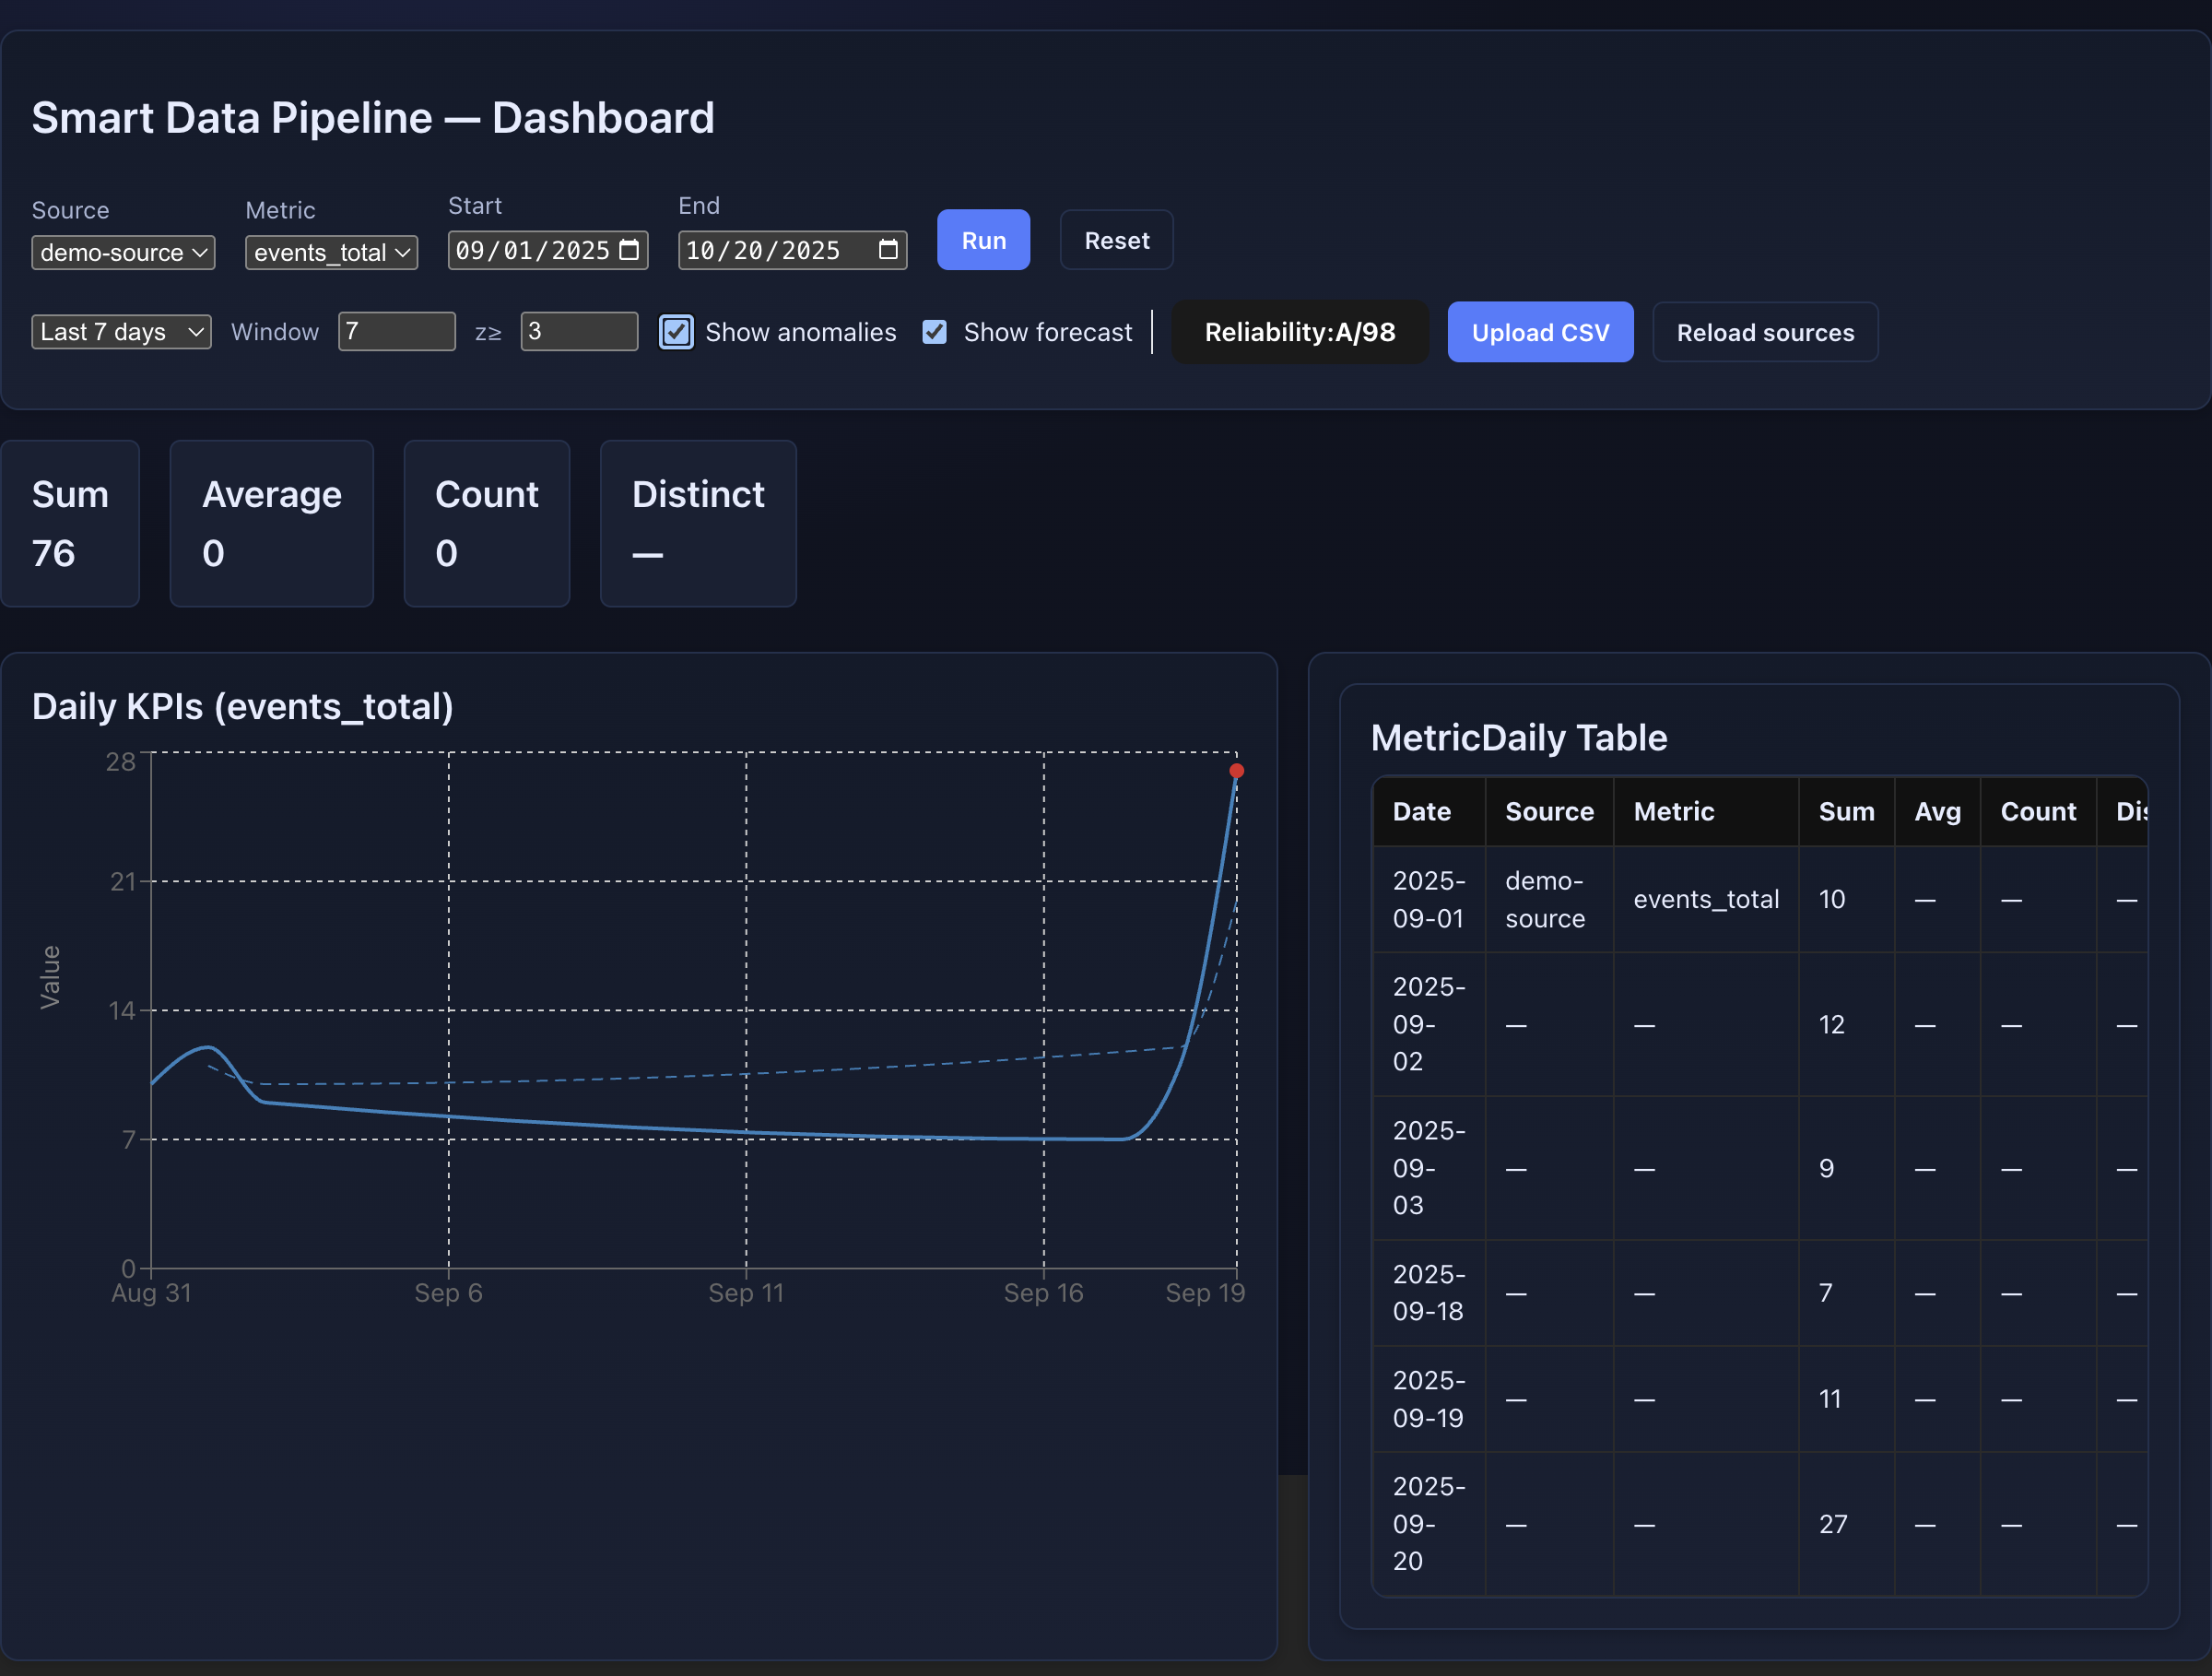 Smart Data Pipeline — Dashboard
Source Metric Start End
demo-source events_total 09/01/2025 10/20/2025 Run Reset
Last 7 days Window 7 z≥ 3 Show anomalies Show forecast Reliability:A/98 Upload CSV Reload sources
Sum Average Count Distinct
76 0 0 —
Daily KPIs (events_total)
28
21
14
7
0
Value
Aug 31 Sep 6 Sep 11 Sep 16 Sep 19
MetricDaily Table
Date Source Metric Sum Avg Count Dis
2025-
09-01 demo-
source events_total 10 — — —
2025-
09-
02 — — 12 — — —
2025-
09-
03 — — 9 — — —
2025-
09-18 — — 7 — — —
2025-
09-19 — — 11 — — —
2025-
09-
20 — — 27 — — —